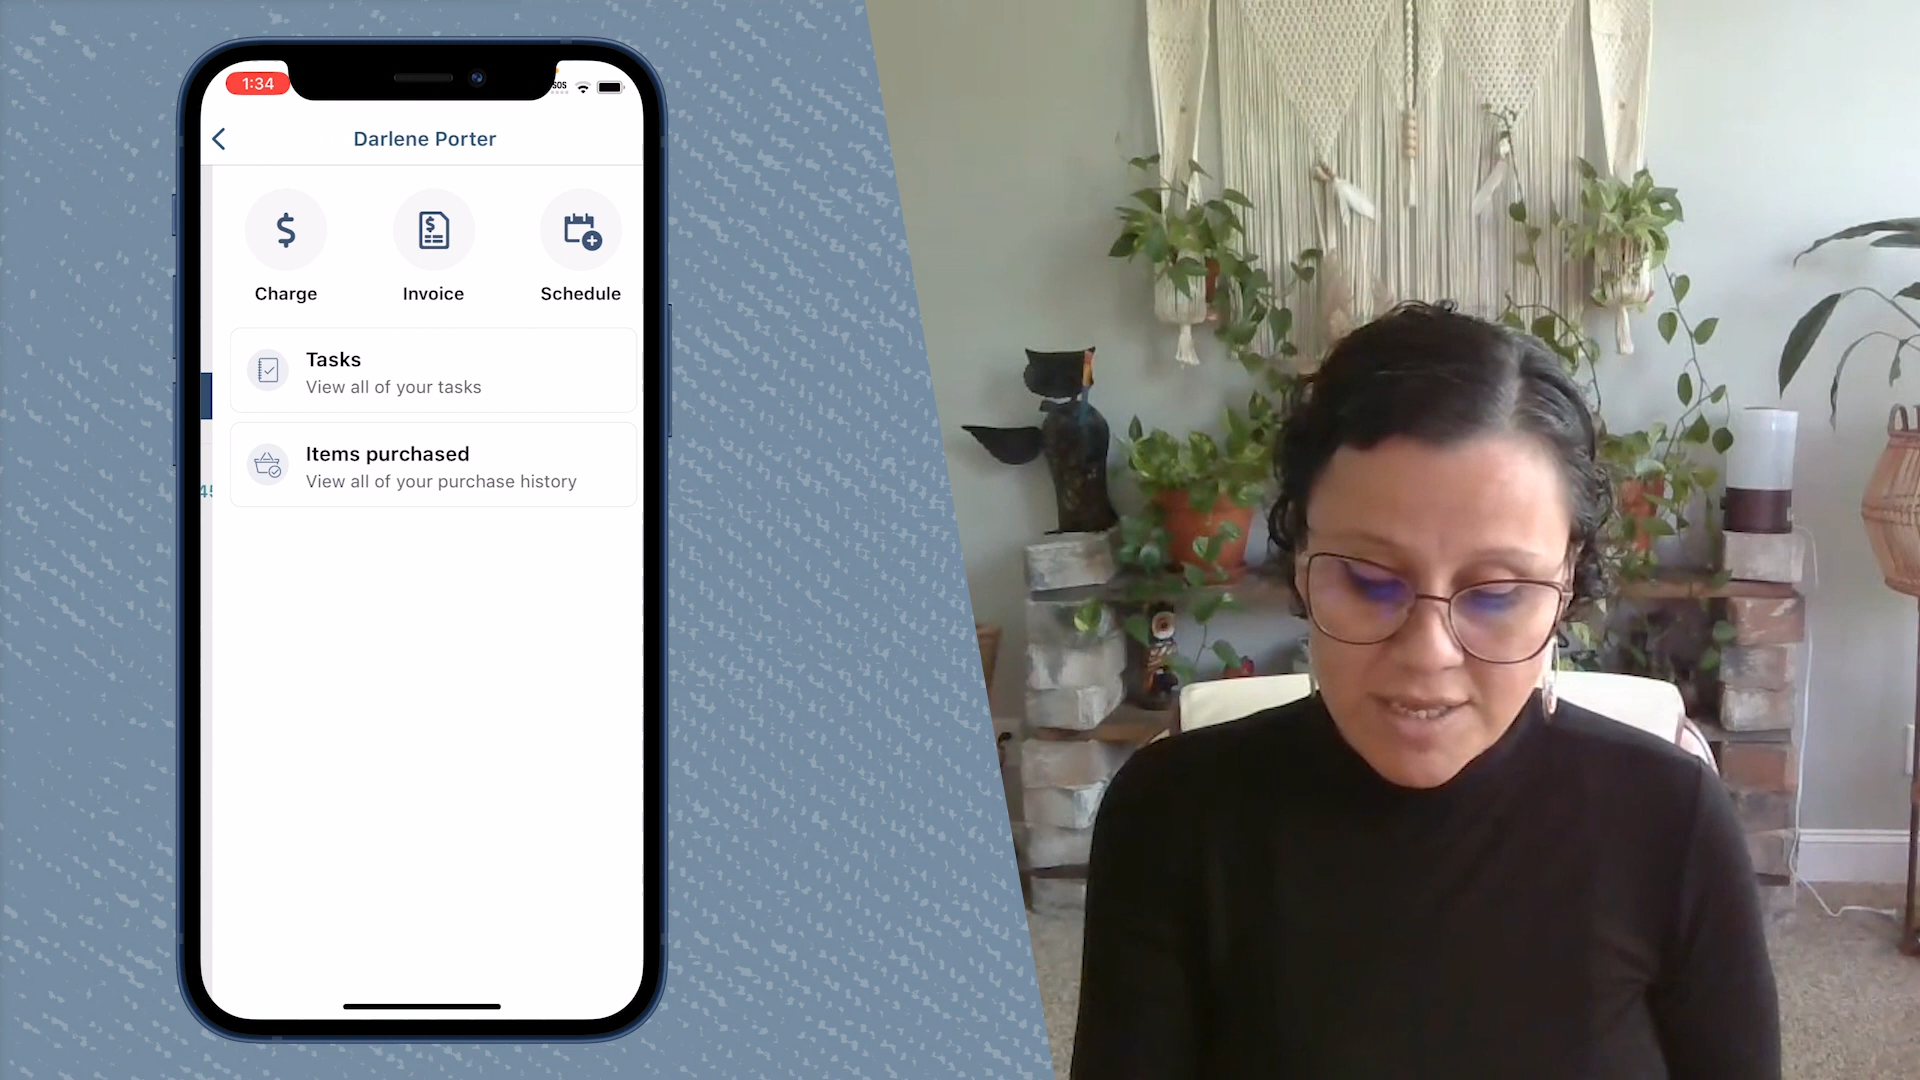 1:34
SOS
Darlene Porter
Charge
Invoice
Schedule
Tasks
View all of your tasks
Items purchased
View all of your purchase history